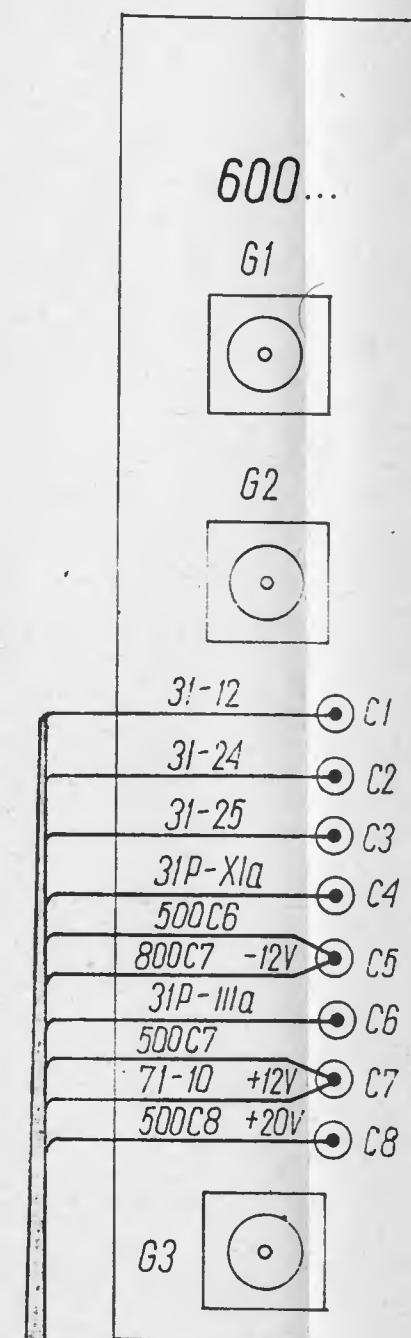 600...
G1
G2
31-12 C1
31-24 C2
31-25 C3
31P-XIa C4
500C6
800C7 -12V C5
31P-IIIa C6
500C7
71-10 +12V C7
500C8 +20V C8
G3